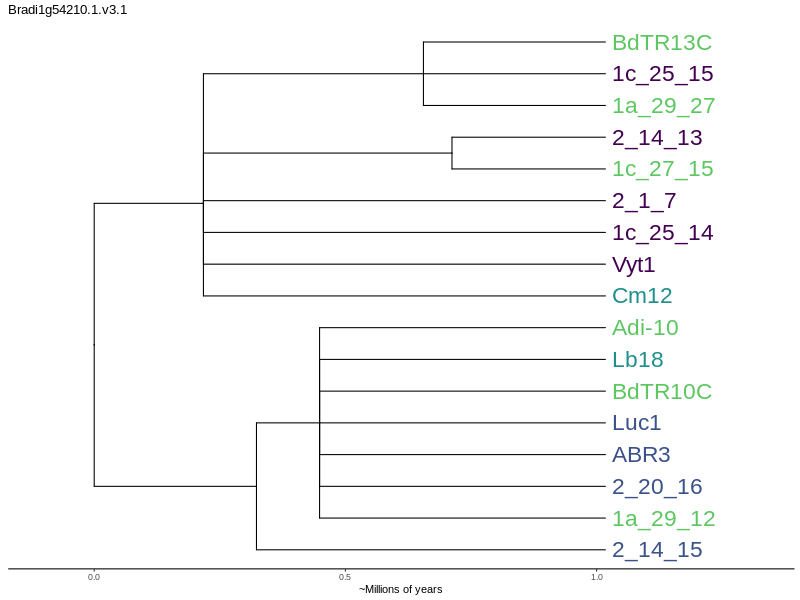 Bradi1g54210.1.v3.1
BdTR13C
1c_25_15
1a_29_27
2_14_13
1c_27_15
2_1_7
1c_25_14
Vyt1
Cm12
Adi-10
Lb18
BdTR10C
Luc1
ABR3
2_20_16
1a_29_12
2_14_15
0.0 0.5 1.0
~Millions of years